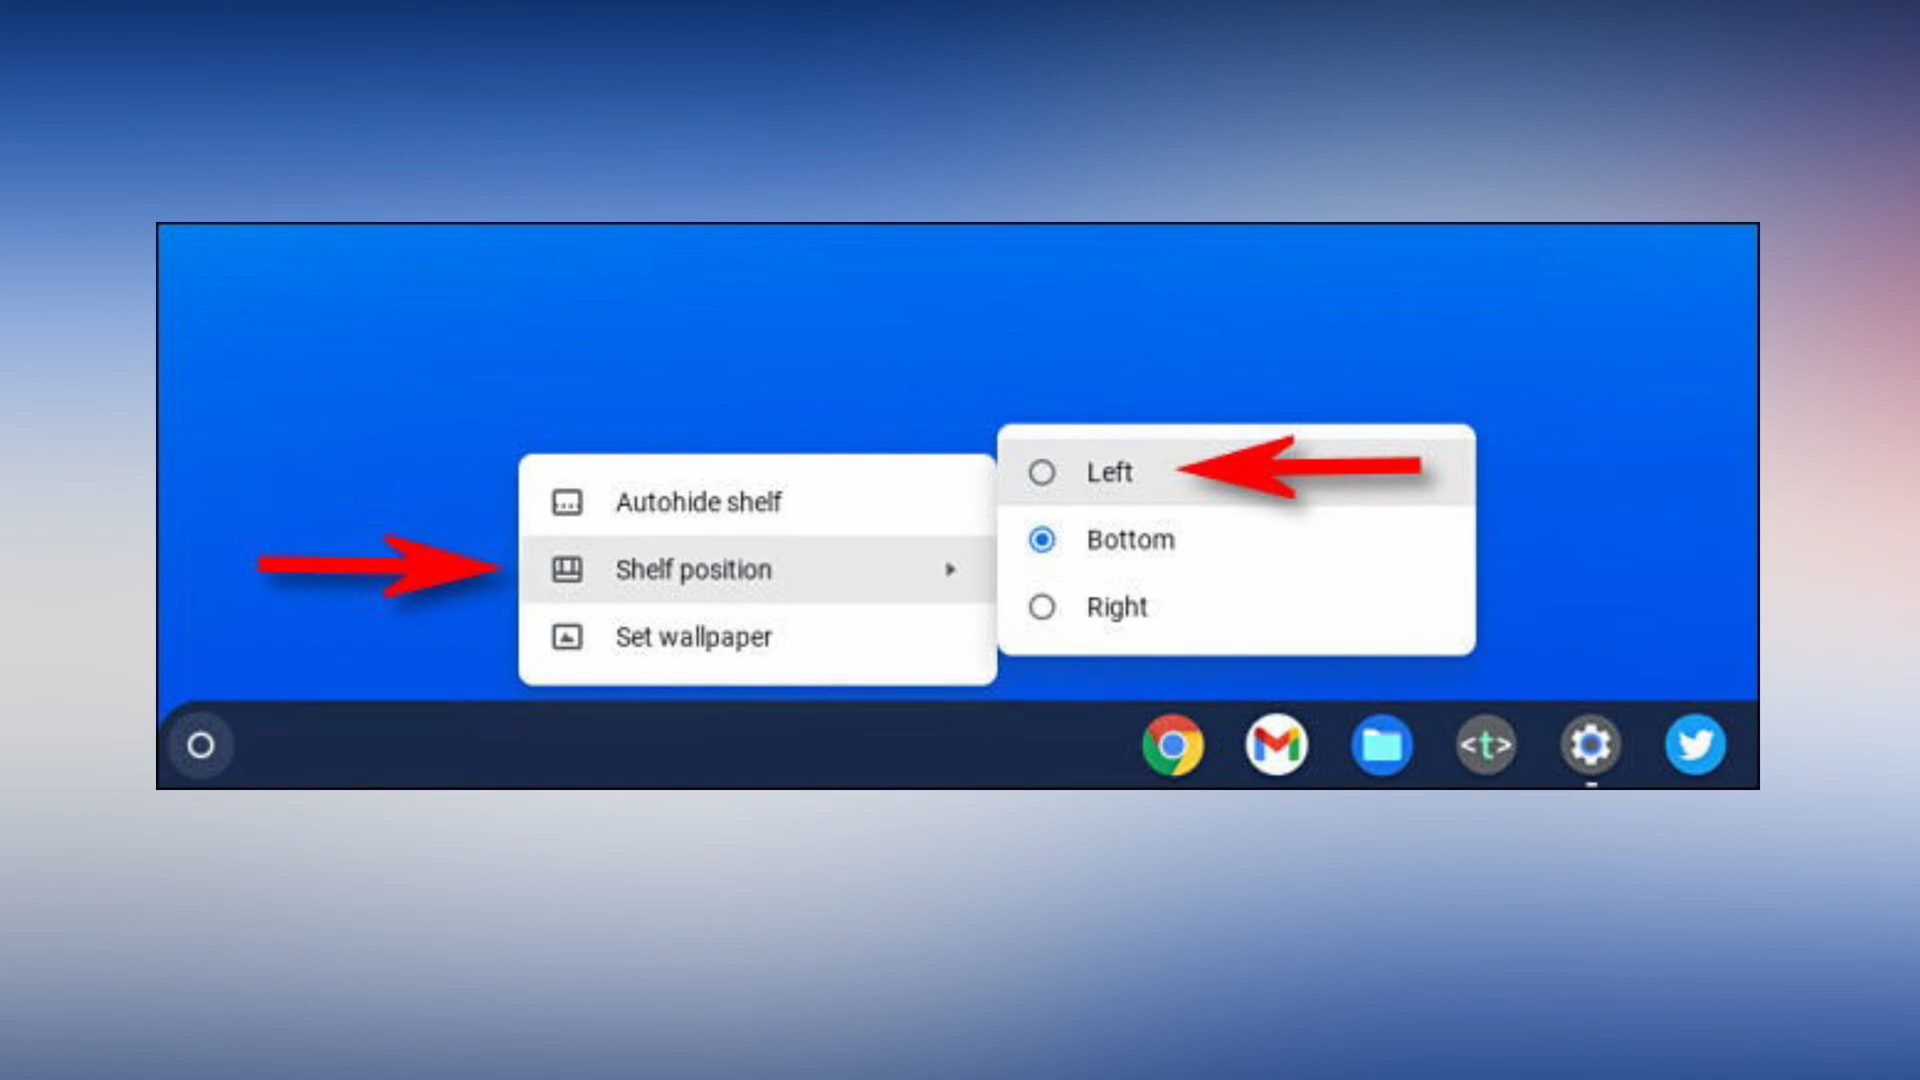 Autohide shelf
Shelf position
Set wallpaper
Left
Bottom
Right
<t>